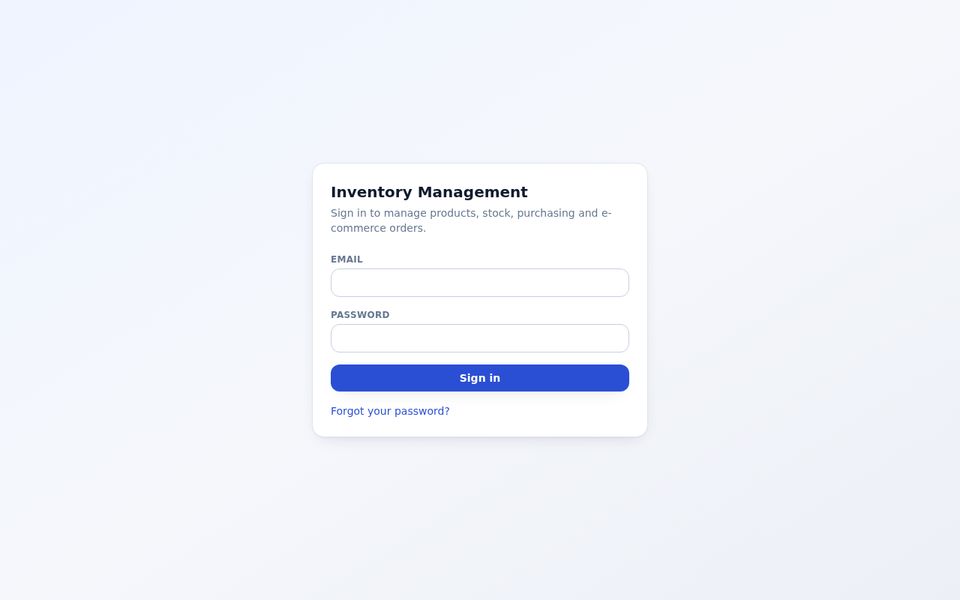 Inventory Management
Sign in to manage products, stock, purchasing and e-
commerce orders.
EMAIL
PASSWORD
Sign in
Forgot your password?